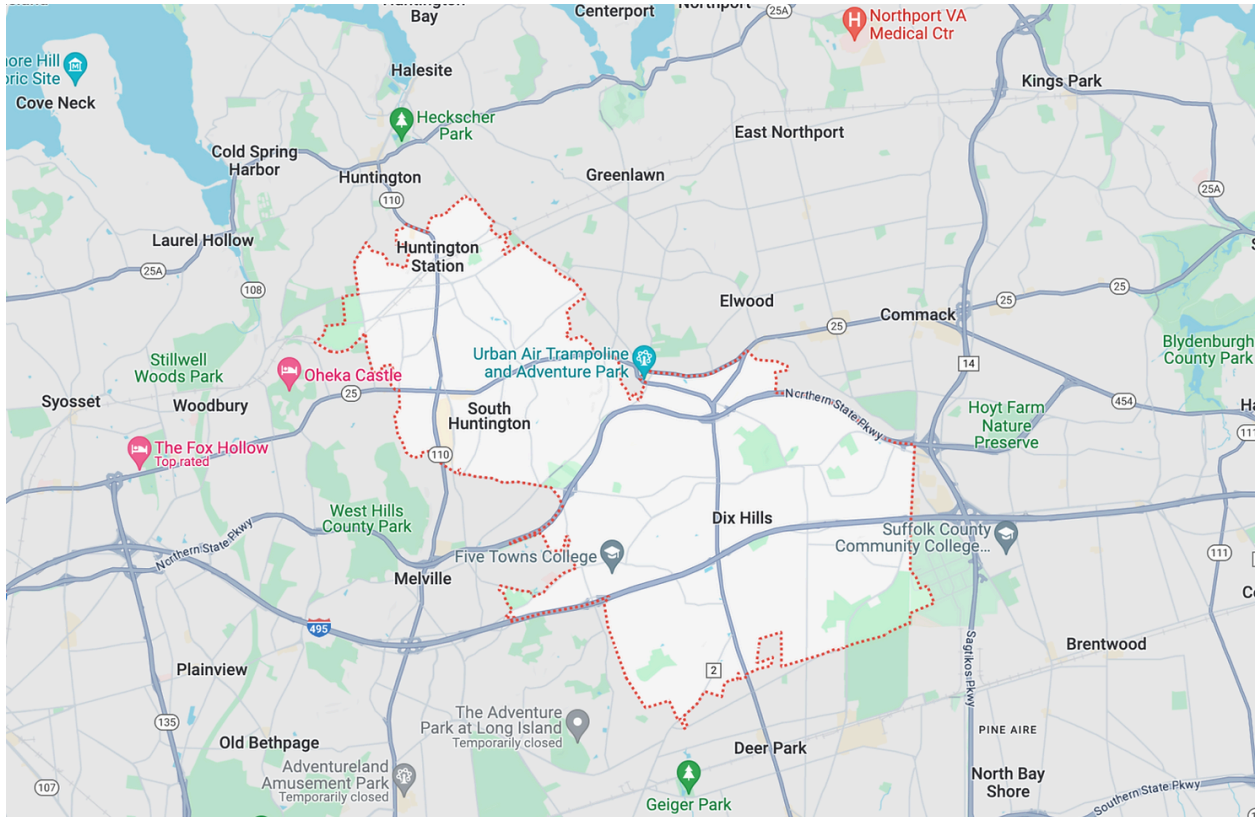 Huntington
Bay
Centerport
Northport
25A
Northport VA
Medical Ctr
ore Hill
ric Site
Cove Neck
Halesite
Kings Park
Heckscher
Park
East Northport
Cold Spring
Harbor
Huntington
Greenlawn
110
25A
Laurel Hollow
Huntington
Station
25A
108
Elwood
25
25
25
Commack
Stillwell
Woods Park
Oheka Castle
Urban Air Trampoline
and Adventure Park
Blydenburgh
County Park
14
Syosset
Woodbury
25
South
Huntington
Northern State Pkwy
454
Hoyt Farm
Nature
Preserve
Ha
111
The Fox Hollow
Top rated
110
West Hills
County Park
Dix Hills
Northern State Pkwy
Five Towns College
Suffolk County
Community College...
111
Melville
495
Plainview
2
Sagtikos Pkwy
Brentwood
135
The Adventure
Park at Long Island
Temporarily closed
Old Bethpage
Deer Park
PINE AIRE
Adventureland
Amusement Park
Temporarily closed
107
Geiger Park
North Bay
Shore
Southern State Pkwy